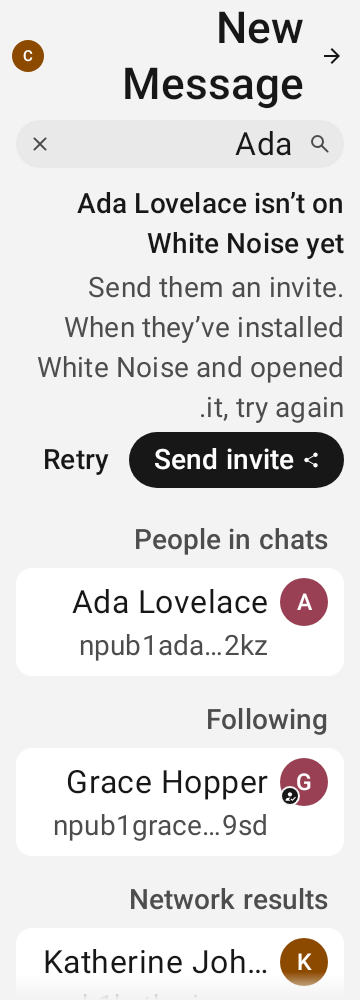 C
New
Message
Ada
Ada Lovelace isn’t on
White Noise yet
Send them an invite.
When they’ve installed
White Noise and opened
.it, try again
Send invite
Retry
People in chats
A
Ada Lovelace
npub1ada…2kz
Following
G
Grace Hopper
npub1grace…9sd
Network results
K
Katherine Joh…